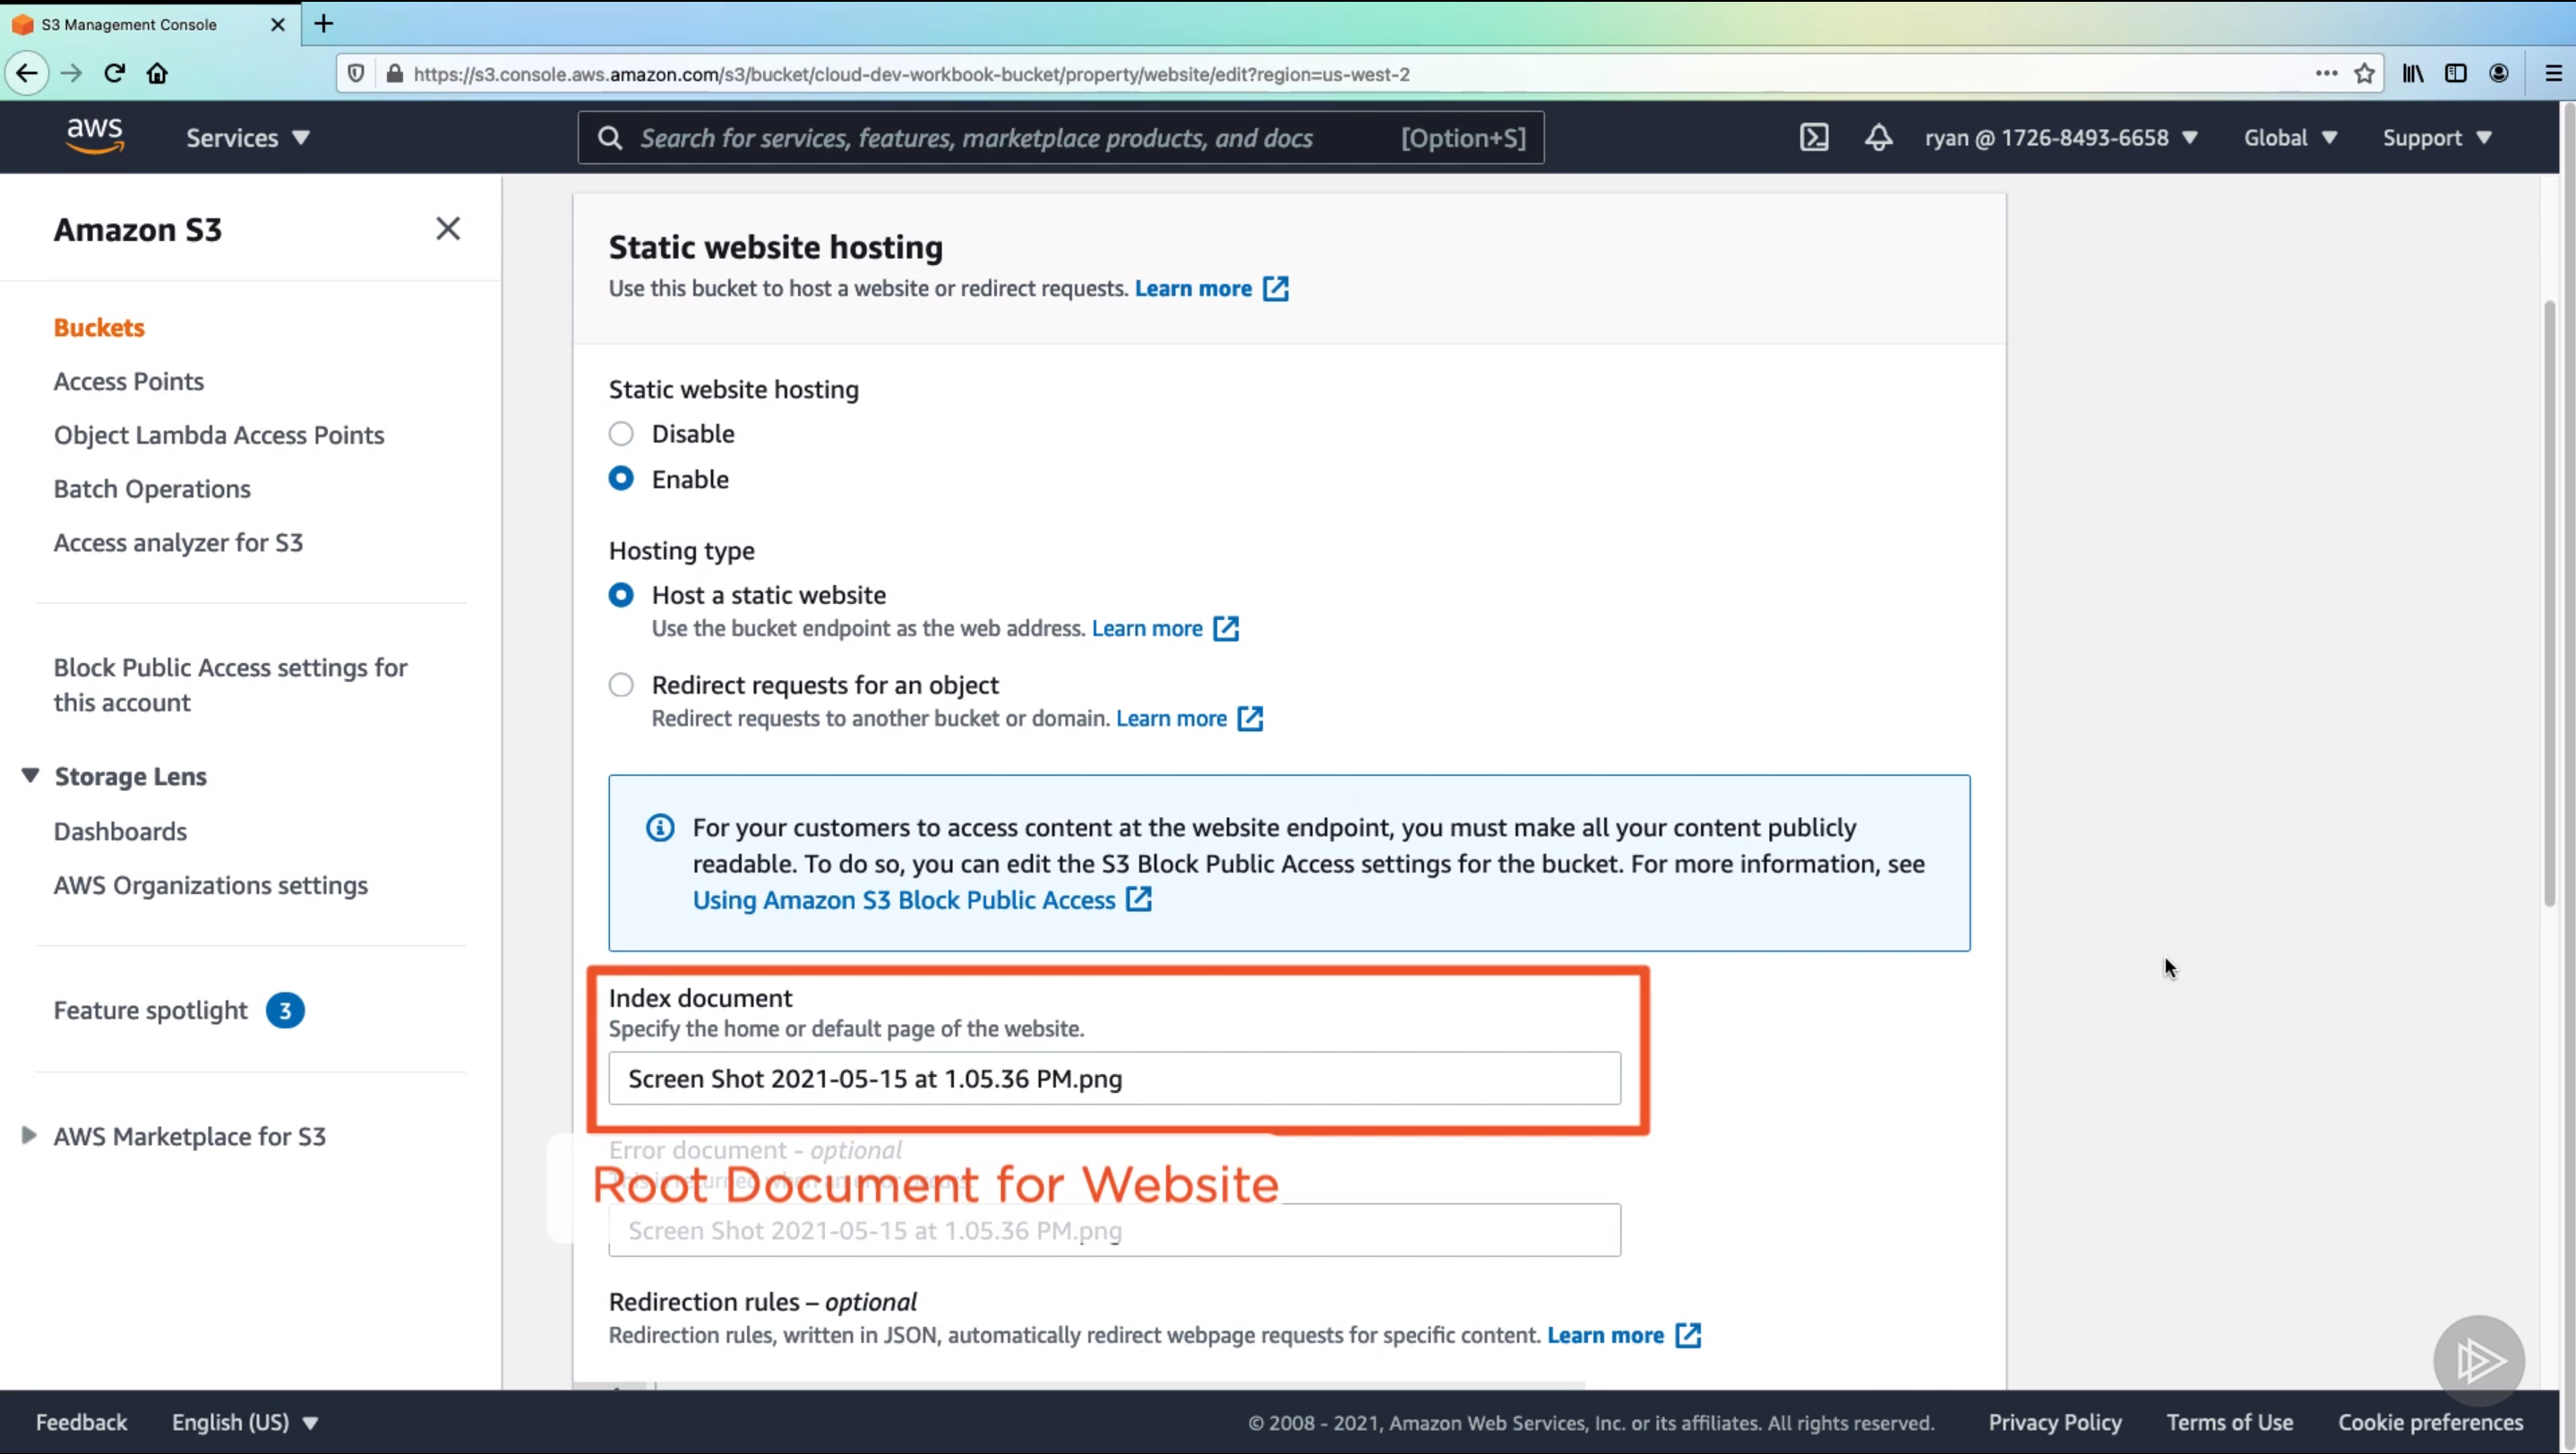 S3 Management Console
https://s3.console.aws.amazon.com/s3/bucket/cloud-dev-workbook-bucket/property/website/edit?region=us-west-2
aws
Services
Search for services, features, marketplace products, and docs [Option+S]
ryan @ 1726-8493-6658
Global
Support
Amazon S3
Buckets
Access Points
Object Lambda Access Points
Batch Operations
Access analyzer for S3
Block Public Access settings for
this account
Storage Lens
Dashboards
AWS Organizations settings
Feature spotlight 3
AWS Marketplace for S3
Static website hosting
Use this bucket to host a website or redirect requests. Learn more
Static website hosting
Disable
Enable
Hosting type
Host a static website
Use the bucket endpoint as the web address. Learn more
Redirect requests for an object
Redirect requests to another bucket or domain. Learn more
For your customers to access content at the website endpoint, you must make all your content publicly
readable. To do so, you can edit the S3 Block Public Access settings for the bucket. For more information, see
Using Amazon S3 Block Public Access
Index document
Specify the home or default page of the website.
Screen Shot 2021-05-15 at 1.05.36 PM.png
Error document - optional
Root Document for Website
Screen Shot 2021-05-15 at 1.05.36 PM.png
Redirection rules – optional
Redirection rules, written in JSON, automatically redirect webpage requests for specific content. Learn more
Feedback
English (US)
© 2008 - 2021, Amazon Web Services, Inc. or its affiliates. All rights reserved.
Privacy Policy
Terms of Use
Cookie preferences